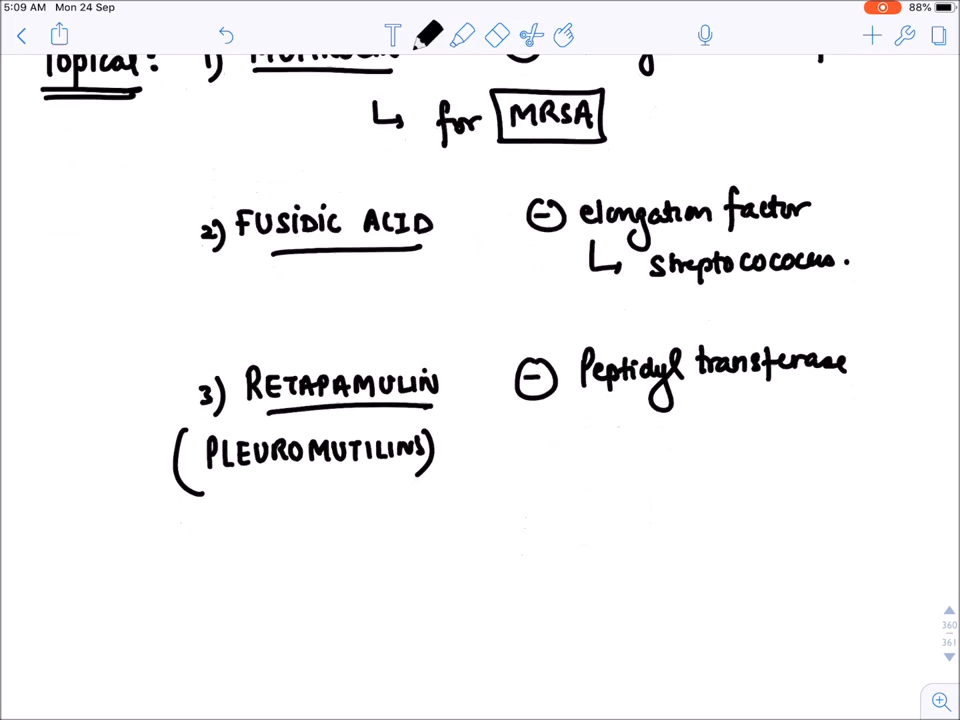 5:09 AM Mon 24 Sep
88%
T
Topical:
1)
↳ for MRSA
2) FUSIDIC ACID ⊖ elongation factor
↳ streptococcus.
3) RETAPAMULIN ⊖ Peptidyl transferase
(PLEUROMUTILINS)
360
361